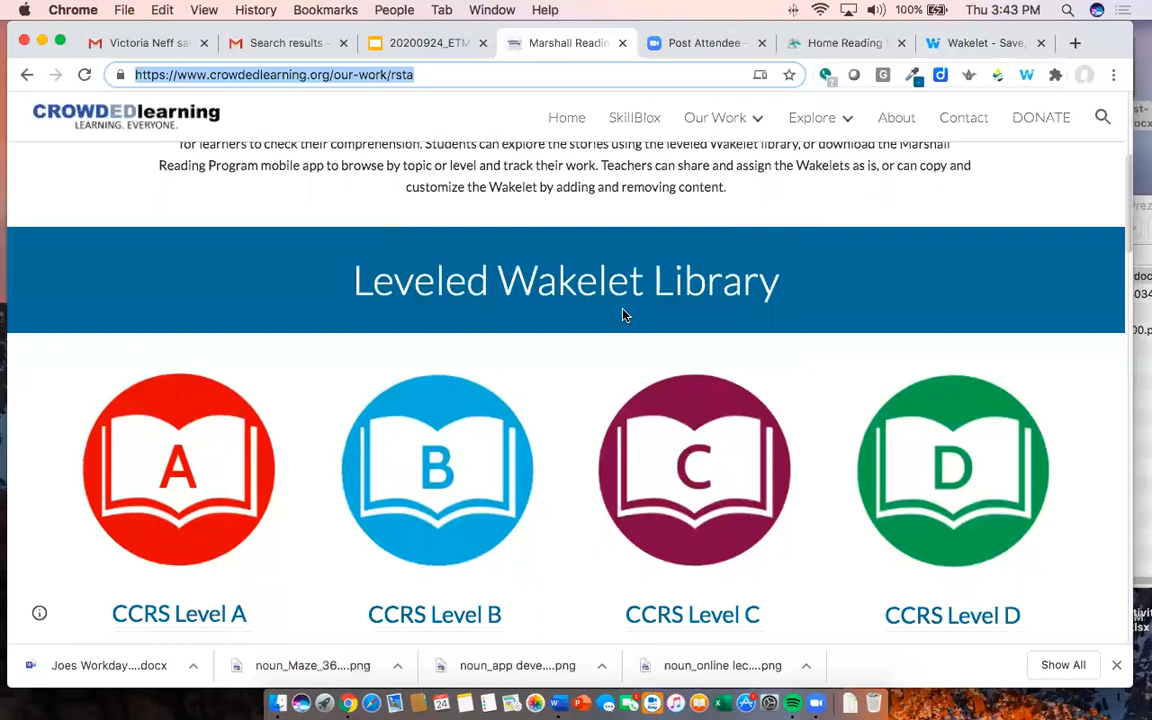 Chrome File Edit View History Bookmarks People Tab Window Help 100% Thu 3:43 PM
Victoria Neff sa
Search results -
20200924_ETM
Marshall Readin
Post Attendee -
Home Reading
Wakelet - Save,
https://www.crowdedlearning.org/our-work/rsta
CROWDEDlearning
LEARNING. EVERYONE.
Home SkillBlox Our Work Explore About Contact DONATE
for learners to check their comprehension. Students can explore the stories using the leveled Wakelet library, or download the Marshall
Reading Program mobile app to browse by topic or level and track their work. Teachers can share and assign the Wakelets as is, or can copy and
customize the Wakelet by adding and removing content.
Leveled Wakelet Library
A B C D
CCRS Level A CCRS Level B CCRS Level C CCRS Level D
Joes Workday....docx noun_Maze_36....png noun_app deve....png noun_online lec....png Show All